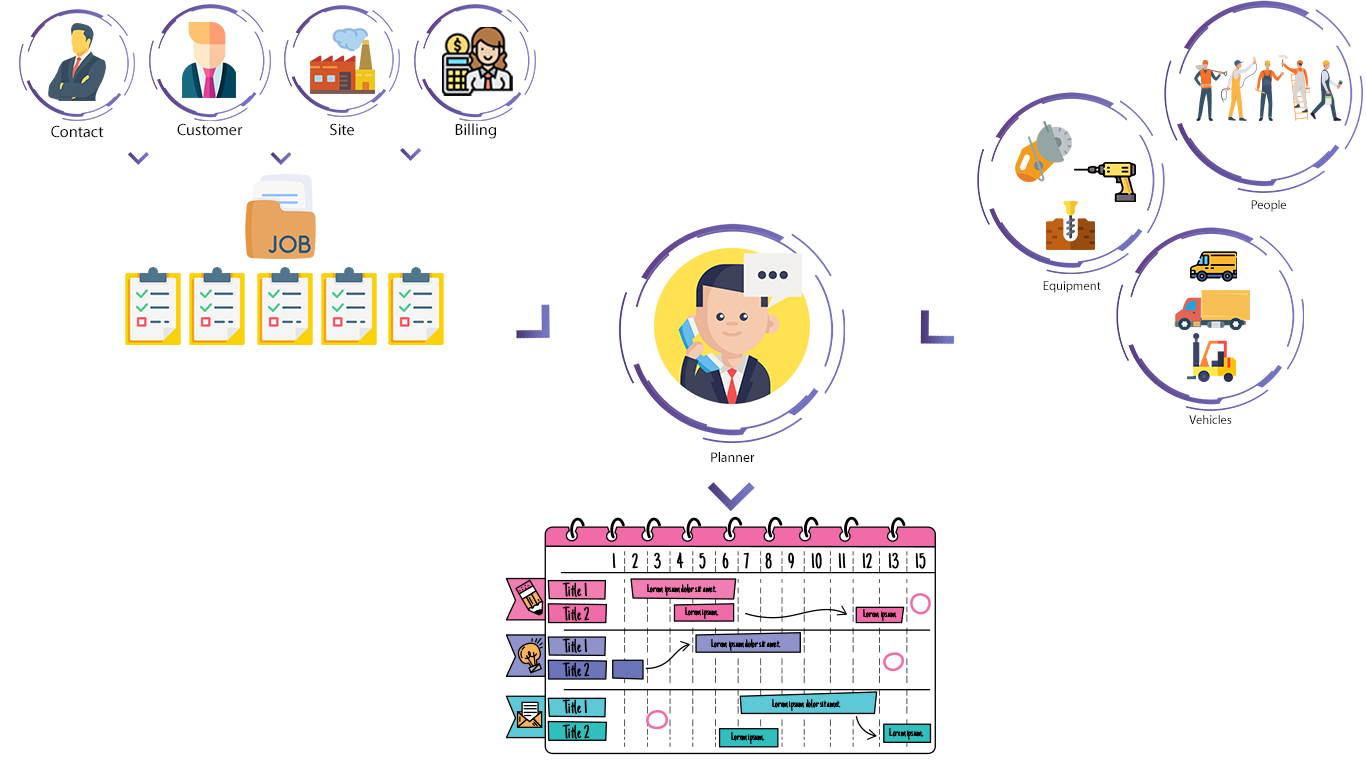 Contact
Customer
Site
Billing
People
JOB
Equipment
Vehicles
Planner
1 2 3 4 5 6 7 8 9 10 11 12 13 15
Title 1
Lorem ipsum dolor sit amet.
Title 2
Lorem ipsum.
Lorem ipsum.
Title 1
Lorem ipsum dolor sit amet.
Title 2
Title 1
Lorem ipsum dolor sit amet.
Title 2
Lorem ipsum.
Lorem ipsum.